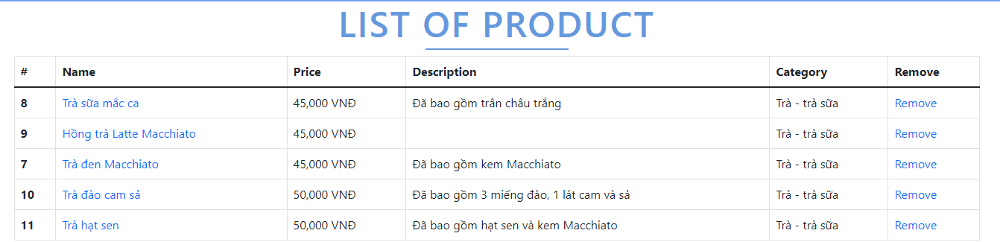 LIST OF PRODUCT
# Name Price Description Category Remove
8 Trà sữa mắc ca 45,000 VNĐ Đã bao gồm trân châu trắng Trà - trà sữa Remove
9 Hồng trà Latte Macchiato 45,000 VNĐ Trà - trà sữa Remove
7 Trà đen Macchiato 45,000 VNĐ Đã bao gồm kem Macchiato Trà - trà sữa Remove
10 Trà đào cam sả 50,000 VNĐ Đã bao gồm 3 miếng đào, 1 lát cam và sả Trà - trà sữa Remove
11 Trà hạt sen 50,000 VNĐ Đã bao gồm hạt sen và kem Macchiato Trà - trà sữa Remove